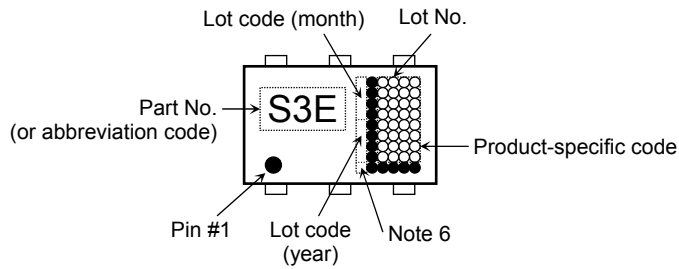 Lot code (month)
Lot No.
Part No.
(or abbreviation code)
S3E
Product-specific code
Pin #1
Lot code
(year)
Note 6